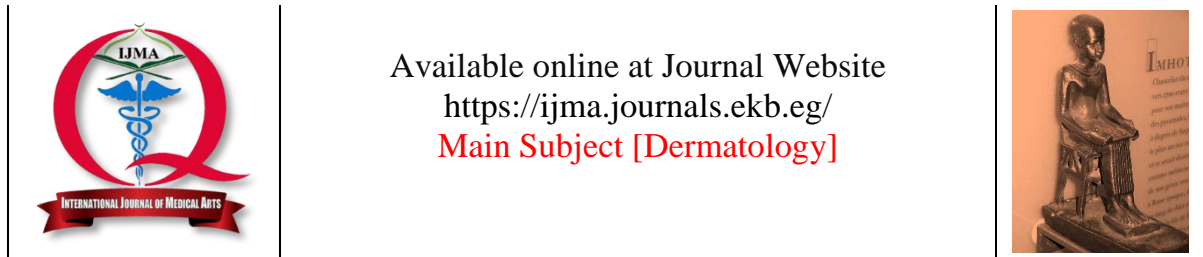 IJMA
INTERNATIONAL JOURNAL OF MEDICAL ARTS
Available online at Journal Website
https://ijma.journals.ekb.eg/
Main Subject [Dermatology]
IMHOT